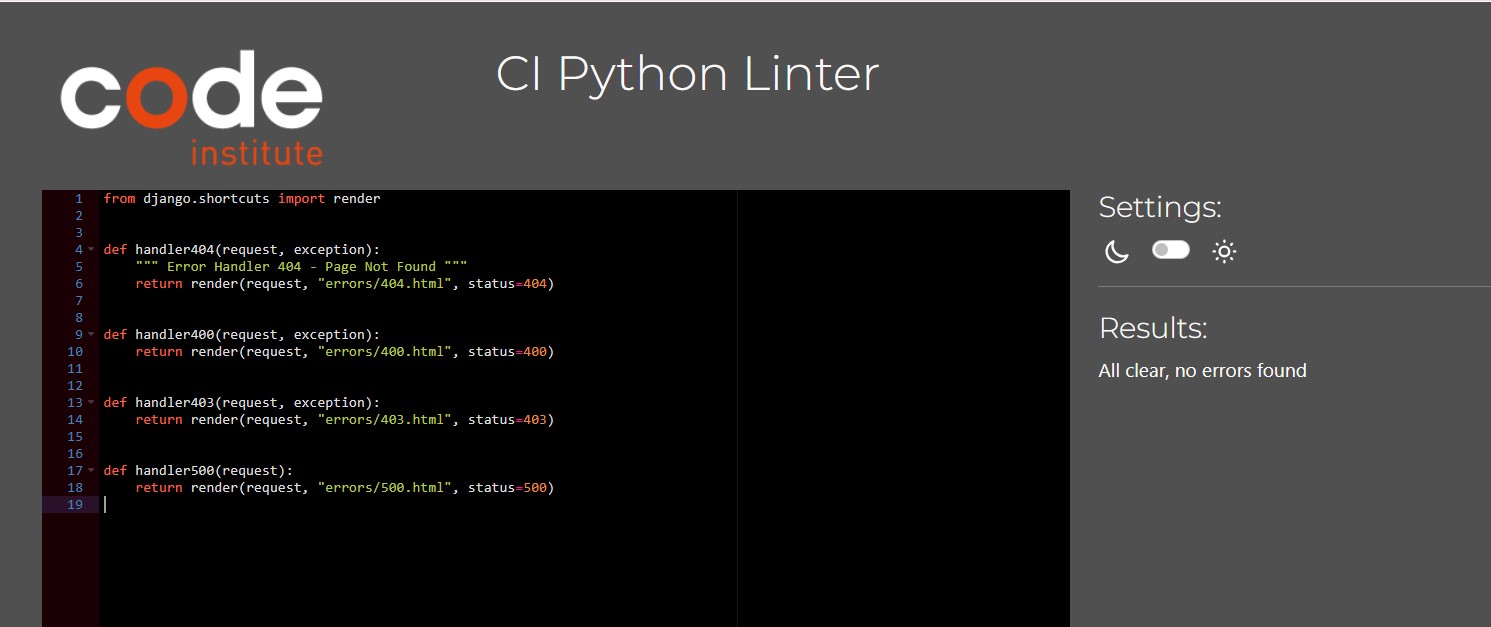 code
institute
CI Python Linter
1 from django.shortcuts import render
2
3
4 def handler404(request, exception):
5     """ Error Handler 404 - Page Not Found """
6     return render(request, "errors/404.html", status=404)
7
8
9 def handler400(request, exception):
10     return render(request, "errors/400.html", status=400)
11
12
13 def handler403(request, exception):
14     return render(request, "errors/403.html", status=403)
15
16
17 def handler500(request):
18     return render(request, "errors/500.html", status=500)
19
Settings:
Results:
All clear, no errors found